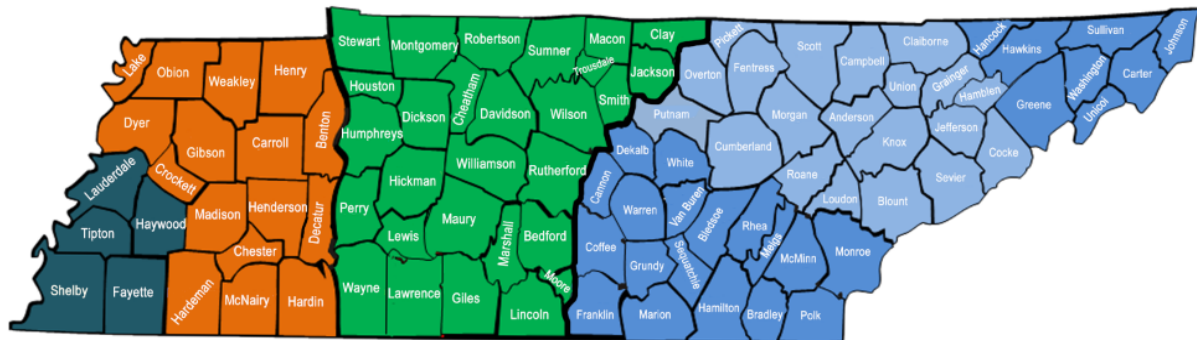 Lake
Obion
Weakley
Henry
Dyer
Gibson
Carroll
Benton
Crockett
Lauderdale
Haywood
Tipton
Madison
Henderson
Decatur
Chester
Shelby
Fayette
Hardeman
McNairy
Hardin
Stewart
Montgomery
Robertson
Sumner
Macon
Clay
Trousdale
Jackson
Houston
Cheatham
Smith
Dickson
Davidson
Wilson
Humphreys
Williamson
Rutherford
Hickman
Perry
Maury
Lewis
Marshall
Bedford
Moore
Wayne
Lawrence
Giles
Lincoln
Pickett
Scott
Claiborne
Hancock
Hawkins
Sullivan
Johnson
Overton
Fentress
Campbell
Union
Grainger
Hamblen
Washington
Carter
Unicoi
Greene
Putnam
Morgan
Anderson
Knox
Jefferson
Cocke
Dekalb
White
Cumberland
Roane
Sevier
Loudon
Blount
Cannon
Warren
Van Buren
Bledsoe
Rhea
Meigs
McMinn
Monroe
Coffee
Grundy
Sequatchie
Franklin
Marion
Hamilton
Bradley
Polk